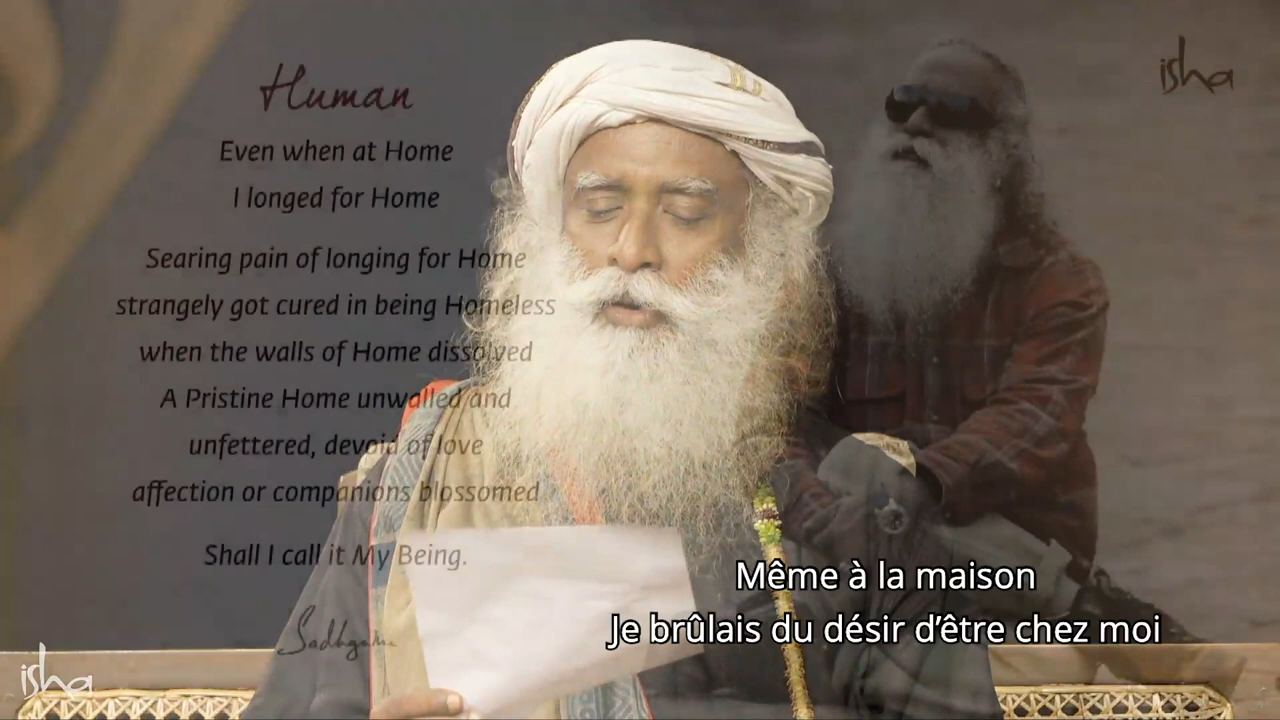 isha
Human
Even when at Home
I longed for Home
Searing pain of longing for Home
strangely got cured in being Homeless
when the walls of Home dissolved
A Pristine Home unwalled and
unfettered, devoid of love
affection or companions blossomed
Shall I call it My Being.
Sadhguru
Même à la maison
Je brûlais du désir d'être chez moi
isha